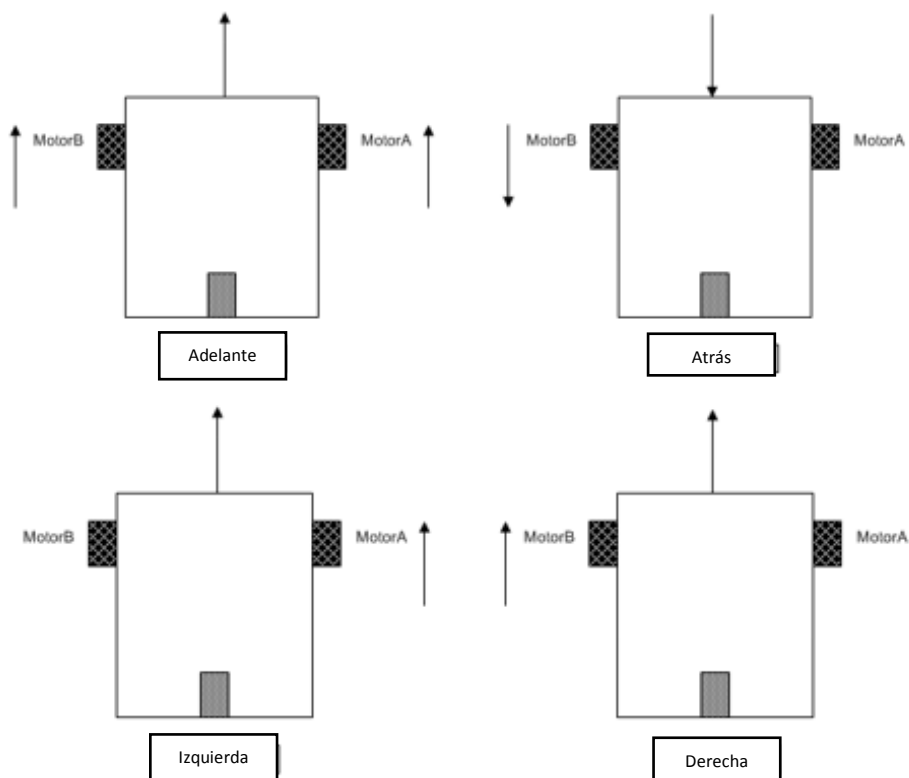 MotorB
MotorA
MotorB
MotorA
Adelante
Atrás
MotorB
MotorA
MotorB
MotorA
Izquierda
Derecha